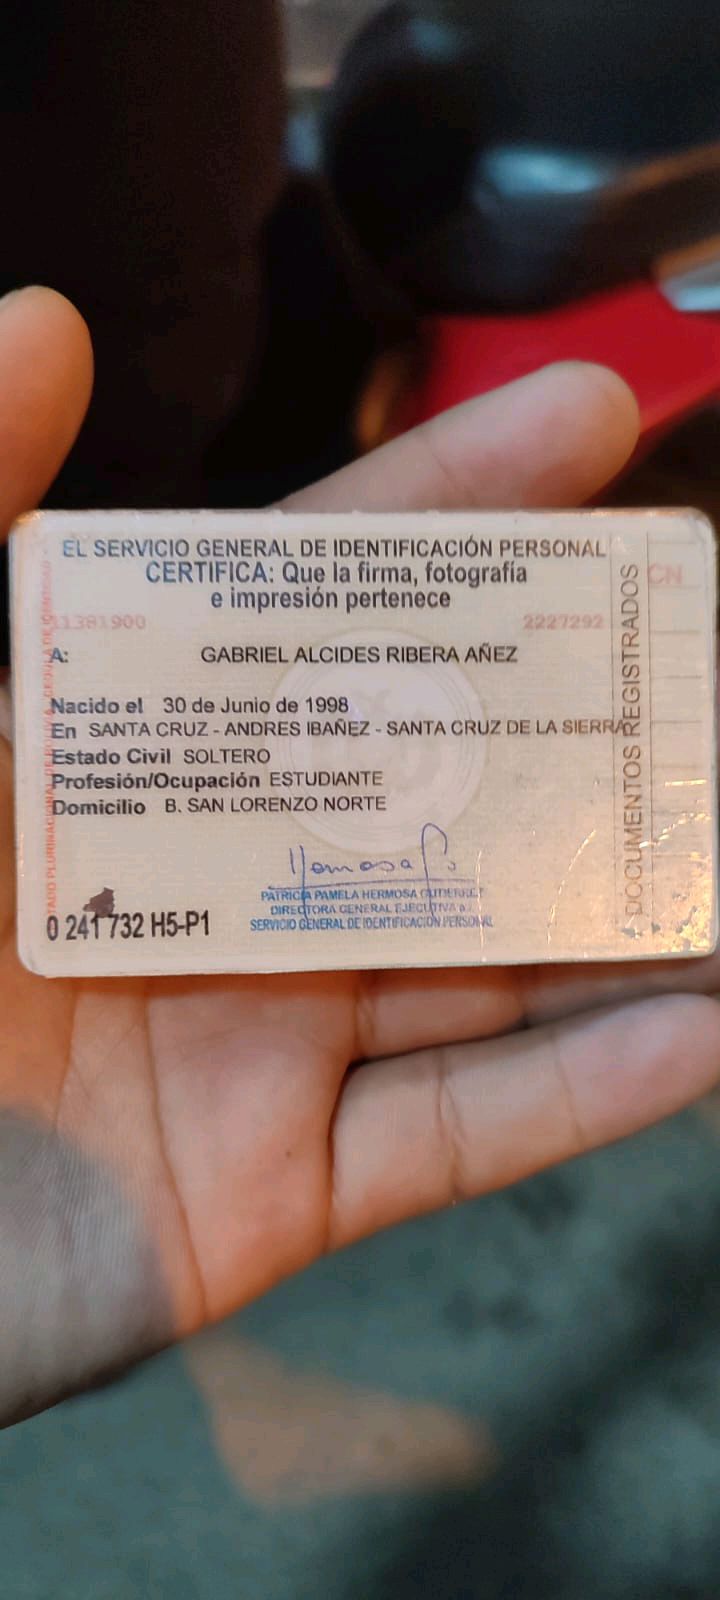 EL SERVICIO GENERAL DE IDENTIFICACIÓN PERSONAL
CERTIFICA: Que la firma, fotografía
e impresión pertenece
11381900 2227292
A: GABRIEL ALCIDES RIBERA AÑEZ
Nacido el 30 de Junio de 1998
En SANTA CRUZ - ANDRES IBAÑEZ - SANTA CRUZ DE LA SIERRA
Estado Civil SOLTERO
Profesión/Ocupación ESTUDIANTE
Domicilio B. SAN LORENZO NORTE
Hermosa
PATRICIA PAMELA HERMOSA GUTIERREZ
DIRECTORA GENERAL EJECUTIVA a.i.
SERVICIO GENERAL DE IDENTIFICACIÓN PERSONAL
0 241 732 H5-P1
DOCUMENTOS REGISTRADOS
CN